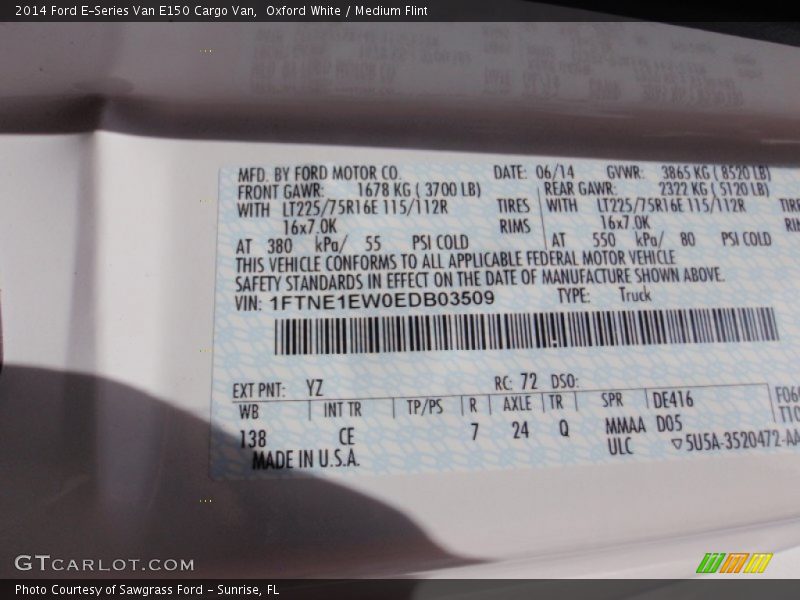 2014 Ford E-Series Van E150 Cargo Van, Oxford White / Medium Flint
MFD. BY FORD MOTOR CO. DATE: 06/14 GVWR: 3865 KG ( 8520 LB)
FRONT GAWR: 1678 KG ( 3700 LB) REAR GAWR: 2322 KG ( 5120 LB)
WITH LT225/75R16E 115/112R TIRES WITH LT225/75R16E 115/112R TIRE
16x7.0K RIMS 16x7.0K RIM
AT 380 kPa/ 55 PSI COLD AT 550 kPa/ 80 PSI COLD
THIS VEHICLE CONFORMS TO ALL APPLICABLE FEDERAL MOTOR VEHICLE
SAFETY STANDARDS IN EFFECT ON THE DATE OF MANUFACTURE SHOWN ABOVE.
VIN: 1FTNE1EW0EDB03509 TYPE: Truck
EXT PNT: YZ RC: 72 DSO:
WB INT TR TP/PS R AXLE TR SPR DE416
138 CE 7 24 Q MMAA D05
MADE IN U.S.A. ULC 5U5A-3520472-AA
GTCARLOT.COM
Photo Courtesy of Sawgrass Ford - Sunrise, FL